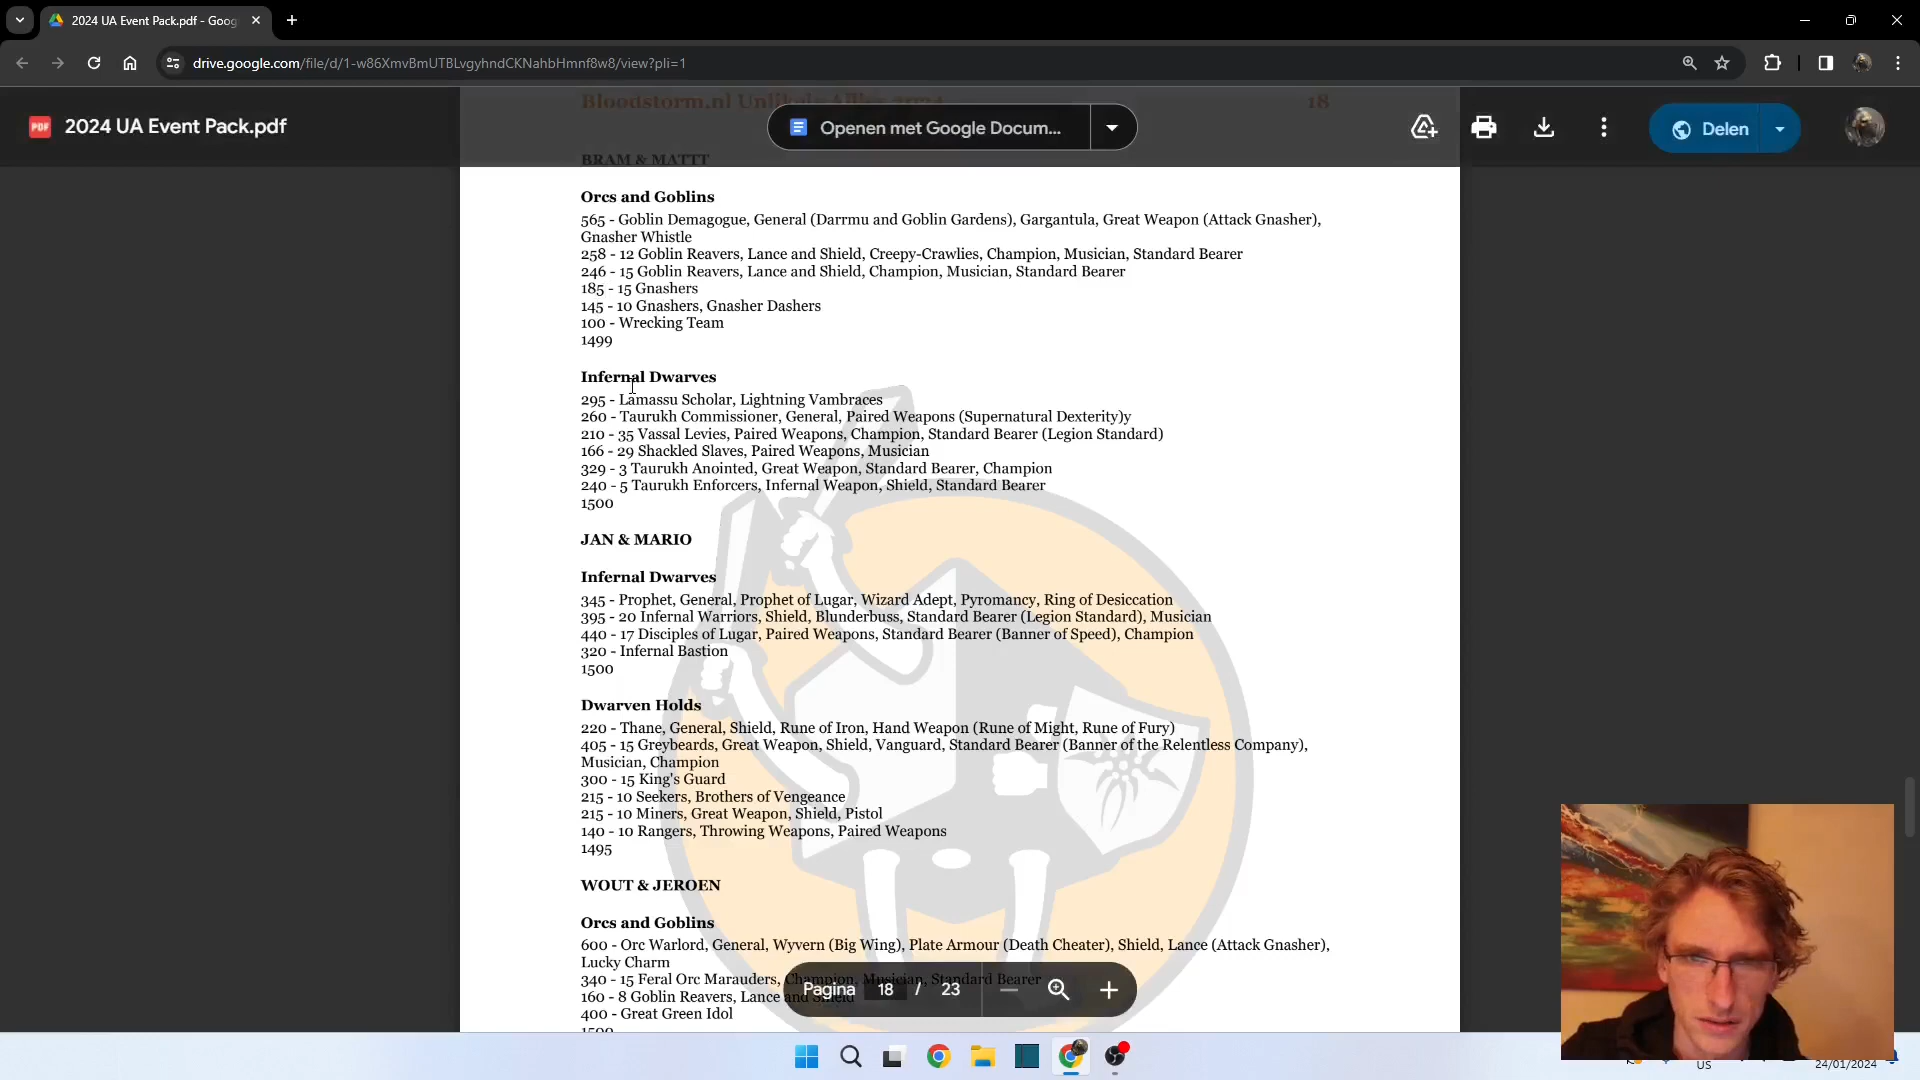 2024 UA Event Pack.pdf - Goog
drive.google.com/file/d/1-w86XmvBmUTBLvgyhndCKNahbHmnf8w8/view?pli=1
Bloodstorm.nl Unlikely Allies 2024 18
2024 UA Event Pack.pdf
Openen met Google Docum...
Delen
BRAM & MATTT
Orcs and Goblins
565 - Goblin Demagogue, General (Darrmu and Goblin Gardens), Gargantula, Great Weapon (Attack Gnasher),
Gnasher Whistle
258 - 12 Goblin Reavers, Lance and Shield, Creepy-Crawlies, Champion, Musician, Standard Bearer
246 - 15 Goblin Reavers, Lance and Shield, Champion, Musician, Standard Bearer
185 - 15 Gnashers
145 - 10 Gnashers, Gnasher Dashers
100 - Wrecking Team
1499
Infernal Dwarves
295 - Lamassu Scholar, Lightning Vambraces
260 - Taurukh Commissioner, General, Paired Weapons (Supernatural Dexterity)y
210 - 35 Vassal Levies, Paired Weapons, Champion, Standard Bearer (Legion Standard)
166 - 29 Shackled Slaves, Paired Weapons, Musician
329 - 3 Taurukh Anointed, Great Weapon, Standard Bearer, Champion
240 - 5 Taurukh Enforcers, Infernal Weapon, Shield, Standard Bearer
1500
JAN & MARIO
Infernal Dwarves
345 - Prophet, General, Prophet of Lugar, Wizard Adept, Pyromancy, Ring of Desiccation
395 - 20 Infernal Warriors, Shield, Blunderbuss, Standard Bearer (Legion Standard), Musician
440 - 17 Disciples of Lugar, Paired Weapons, Standard Bearer (Banner of Speed), Champion
320 - Infernal Bastion
1500
Dwarven Holds
220 - Thane, General, Shield, Rune of Iron, Hand Weapon (Rune of Might, Rune of Fury)
405 - 15 Greybeards, Great Weapon, Shield, Vanguard, Standard Bearer (Banner of the Relentless Company),
Musician, Champion
300 - 15 King's Guard
215 - 10 Seekers, Brothers of Vengeance
215 - 10 Miners, Great Weapon, Shield, Pistol
140 - 10 Rangers, Throwing Weapons, Paired Weapons
1495
WOUT & JEROEN
Orcs and Goblins
600 - Orc Warlord, General, Wyvern (Big Wing), Plate Armour (Death Cheater), Shield, Lance (Attack Gnasher),
Lucky Charm
340 - 15 Feral Orc Marauders, Champion, Musician, Standard Bearer
160 - 8 Goblin Reavers, Lance and Shield
400 - Great Green Idol
1500
Pagina 18 / 23
US
24/01/2024